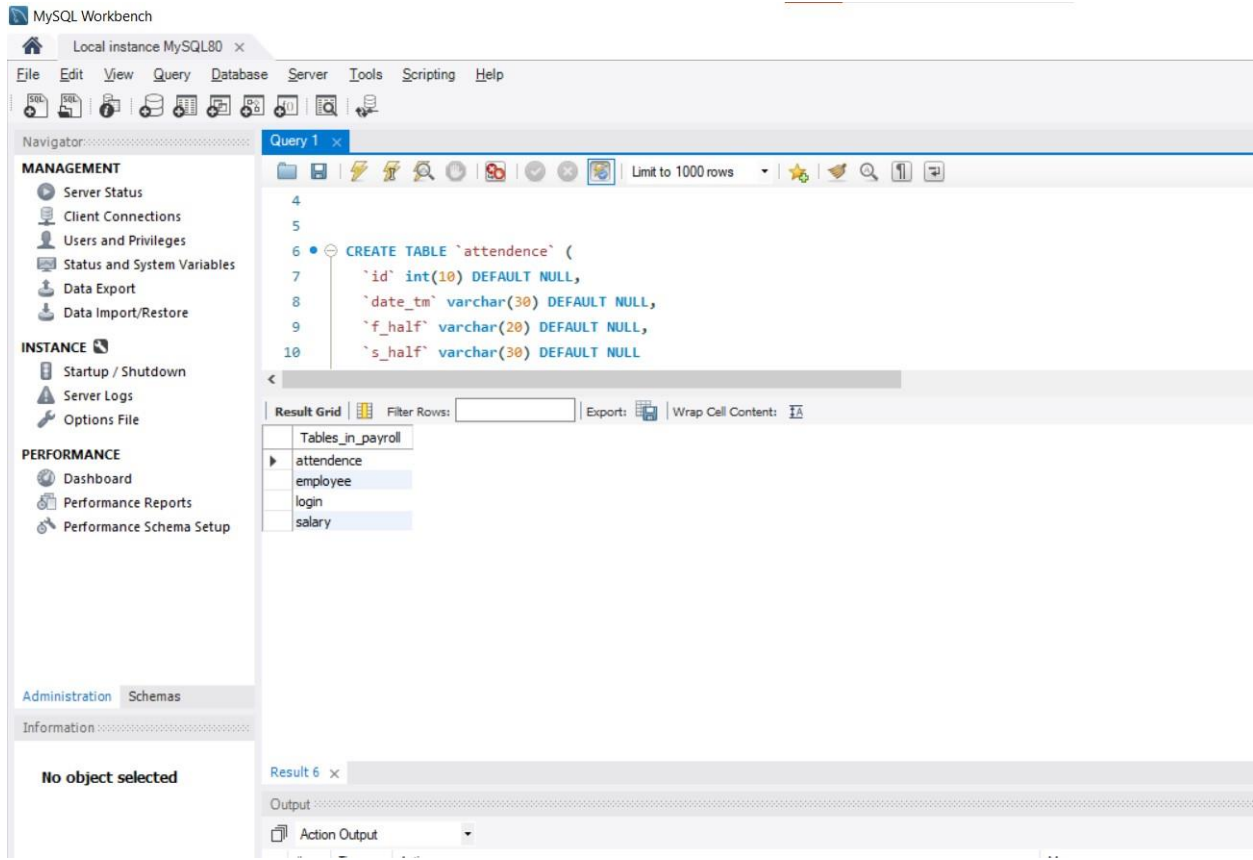 MySQL Workbench
Local instance MySQL80
File Edit View Query Database Server Tools Scripting Help
Navigator
MANAGEMENT
Server Status
Client Connections
Users and Privileges
Status and System Variables
Data Export
Data Import/Restore
INSTANCE
Startup / Shutdown
Server Logs
Options File
PERFORMANCE
Dashboard
Performance Reports
Performance Schema Setup
Administration Schemas
Information
No object selected
Query 1
Limit to 1000 rows
4
5
6 CREATE TABLE `attendence` (
7 `id` int(10) DEFAULT NULL,
8 `date_tm` varchar(30) DEFAULT NULL,
9 `f_half` varchar(20) DEFAULT NULL,
10 `s_half` varchar(30) DEFAULT NULL
Result Grid Filter Rows: Export: Wrap Cell Content:
Tables_in_payroll
attendence
employee
login
salary
Result 6
Output
Action Output